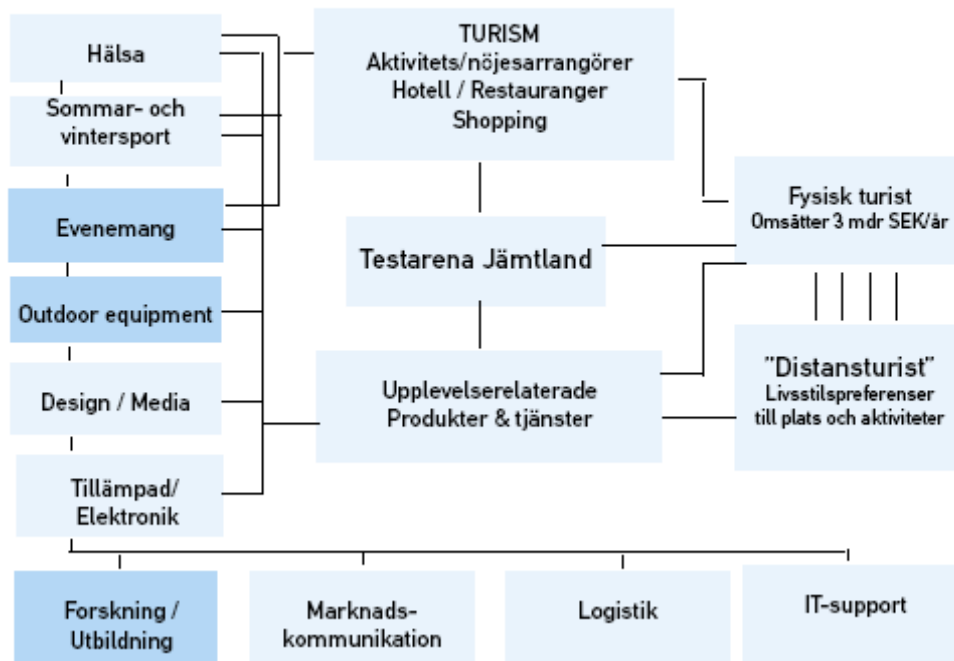 Hälsa
Sommar- och
vintersport
Evenemang
Outdoor equipment
Design / Media
Tillämpad/
Elektronik
TURISM
Aktivitets/nöjesarrangörer
Hotell / Restauranger
Shopping
Testarena Jämtland
Upplevelserelaterade
Produkter & tjänster
Fysisk turist
Omsätter 3 mdr SEK/år
”Distansturist”
Livsstilspreferenser
till plats och aktiviteter
Forskning /
Utbildning
Marknads-
kommunikation
Logistik
IT-support